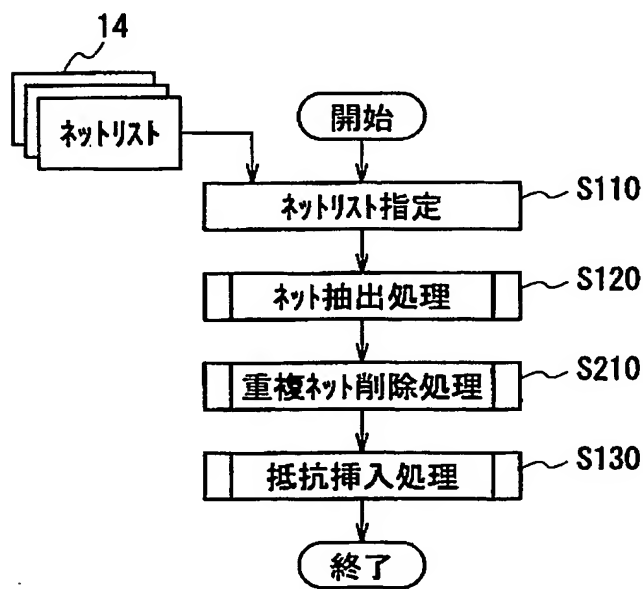 14
ネットリスト
開始
ネットリスト指定
S110
ネット抽出処理
S120
重複ネット削除処理
S210
抵抗挿入処理
S130
終了